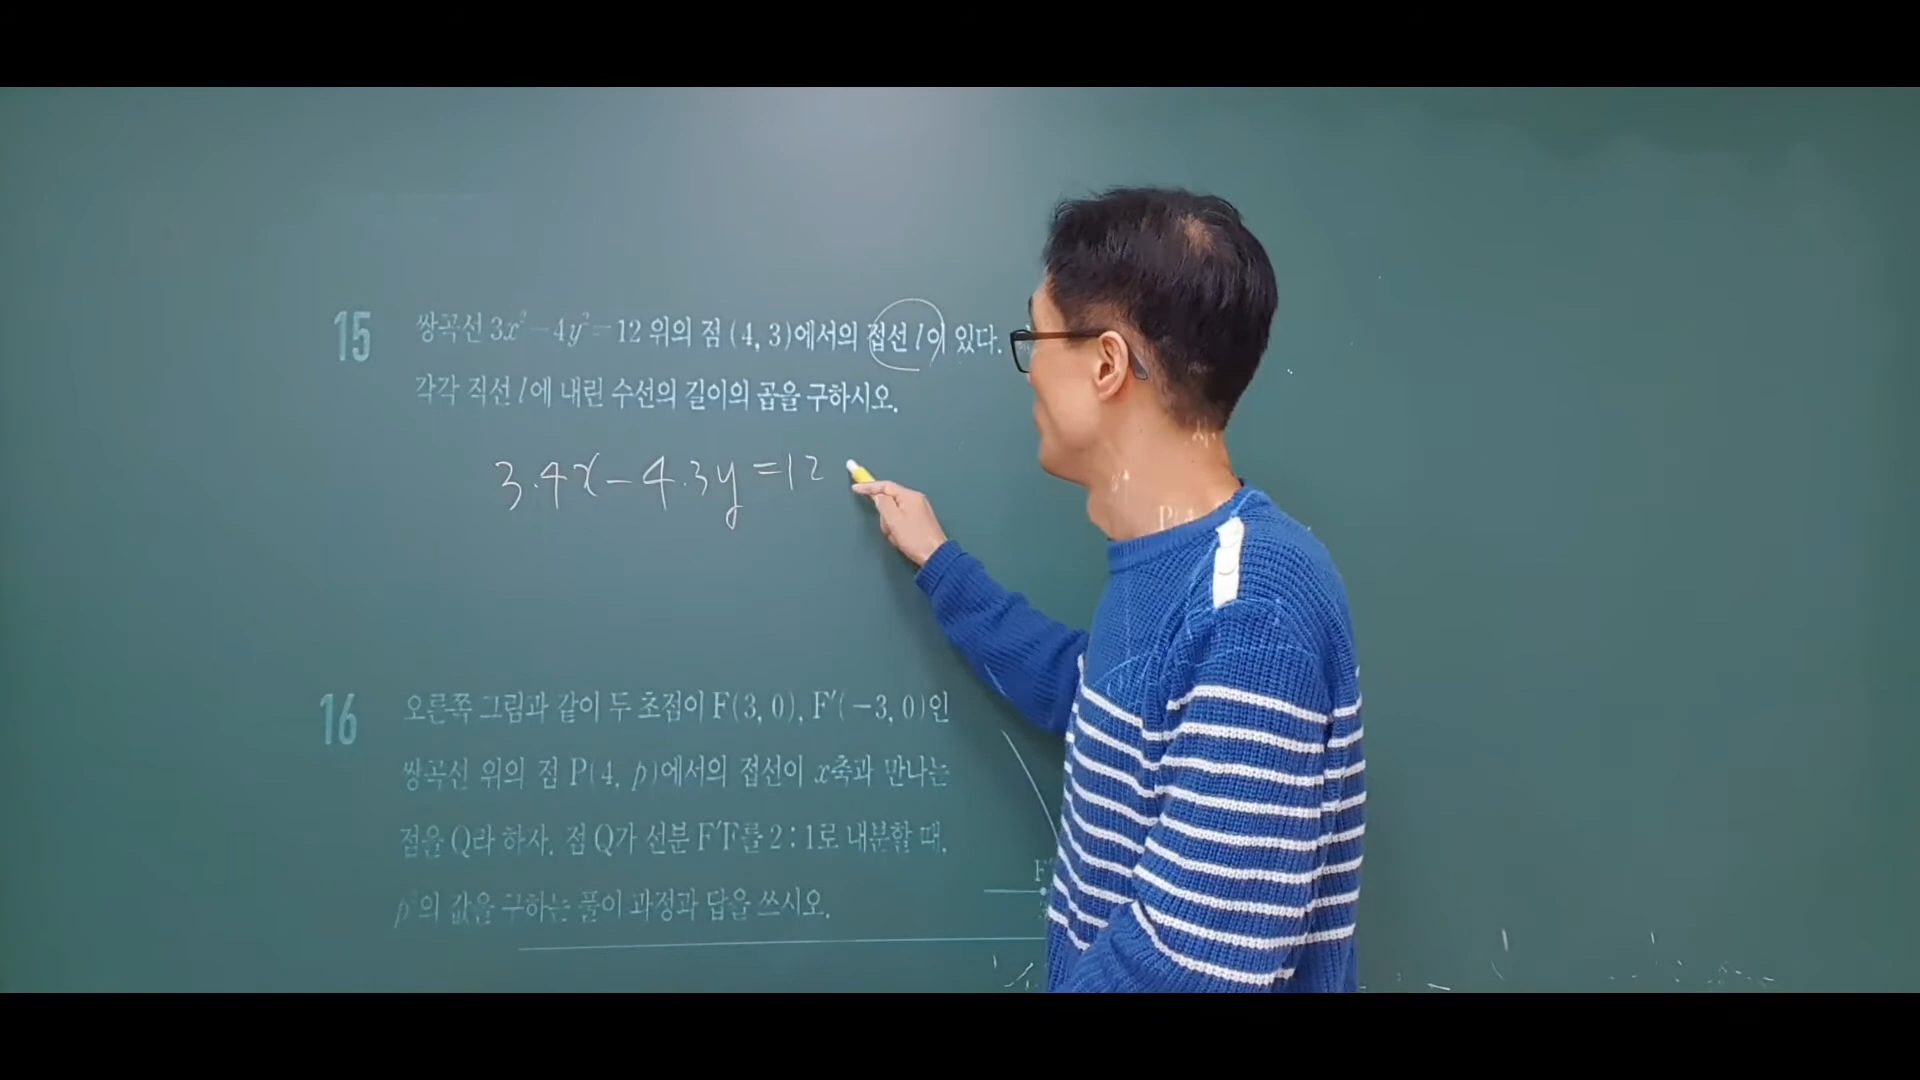 15 쌍곡선 3x² - 4y² = 12 위의 점 (4, 3)에서의 접선 l이 있다.
각각 직선 l에 내린 수선의 길이의 곱을 구하시오.
3·4x - 4·3y = 12
16 오른쪽 그림과 같이 두 초점이 F(3, 0), F′(-3, 0)인
쌍곡선 위의 점 P(4, p)에서의 접선이 x축과 만나는
점을 Q라 하자. 점 Q가 선분 F′F를 2 : 1로 내분할 때,
p²의 값을 구하는 풀이 과정과 답을 쓰시오.
P(4
F′